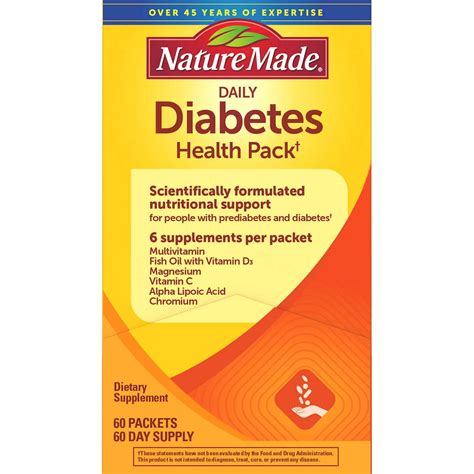 OVER 45 YEARS OF EXPERTISE
Nature Made®
DAILY
Diabetes
Health Pack†
Scientifically formulated
nutritional support
for people with prediabetes and diabetes†
6 supplements per packet
Multivitamin
Fish Oil with Vitamin D₃
Magnesium
Vitamin C
Alpha Lipoic Acid
Chromium
Dietary
Supplement
60 PACKETS
60 DAY SUPPLY
†These statements have not been evaluated by the Food and Drug Administration.
This product is not intended to diagnose, treat, cure, or prevent any disease.